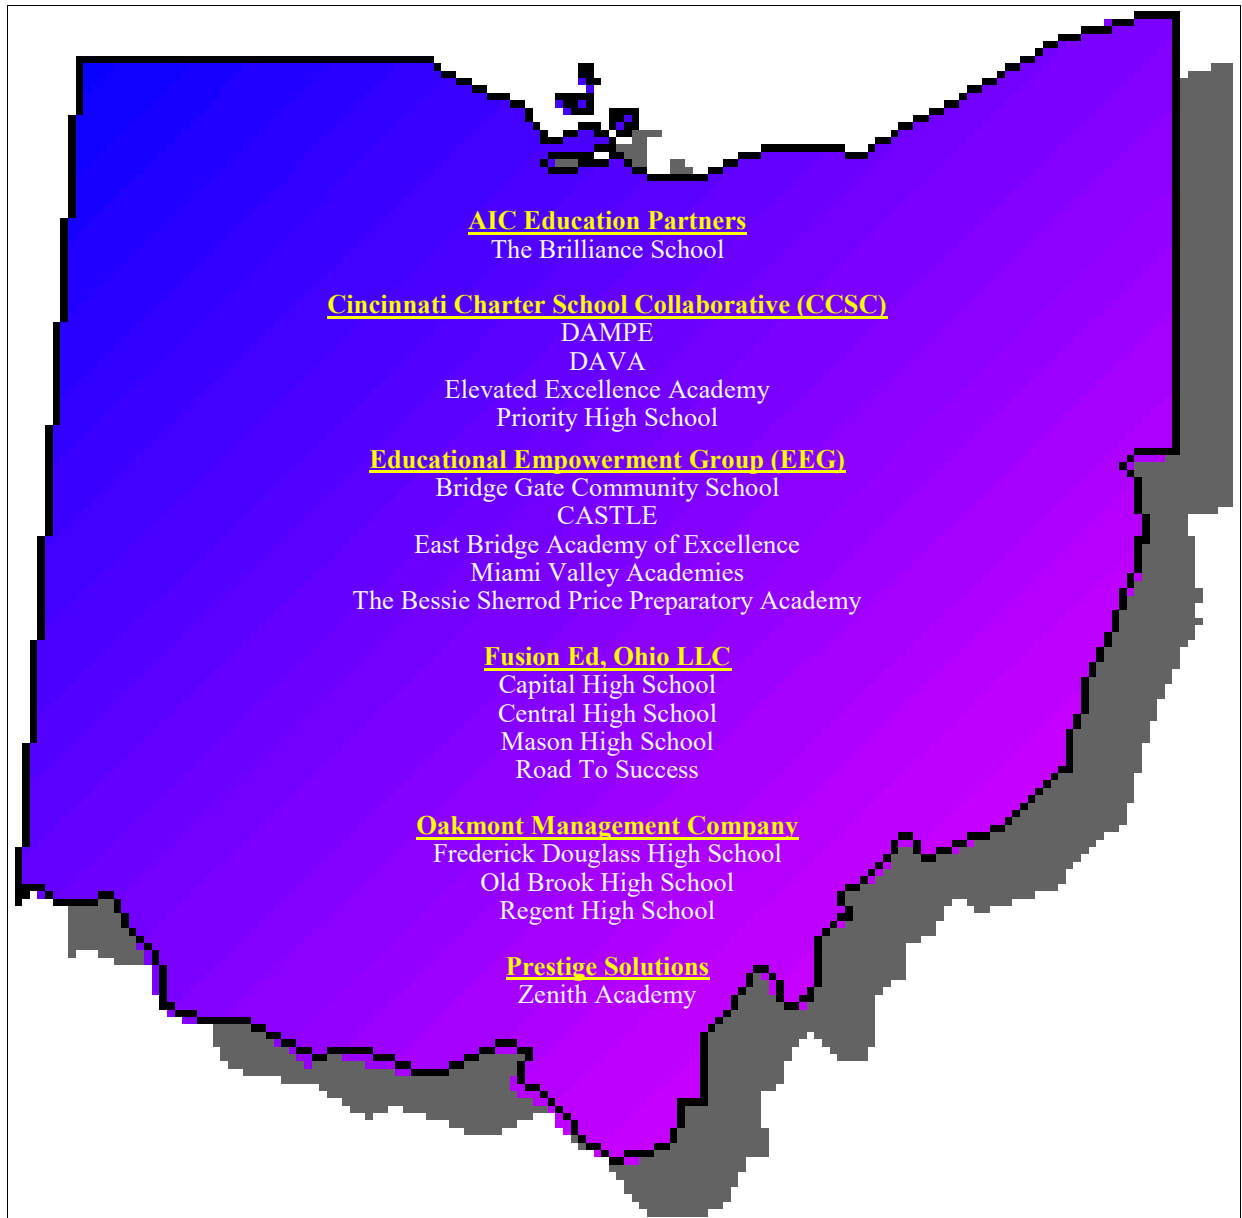 AIC Education Partners
The Brilliance School
Cincinnati Charter School Collaborative (CCSC)
DAMPE
DAVA
Elevated Excellence Academy
Priority High School
Educational Empowerment Group (EEG)
Bridge Gate Community School
CASTLE
East Bridge Academy of Excellence
Miami Valley Academies
The Bessie Sherrod Price Preparatory Academy
Fusion Ed, Ohio LLC
Capital High School
Central High School
Mason High School
Road To Success
Oakmont Management Company
Frederick Douglass High School
Old Brook High School
Regent High School
Prestige Solutions
Zenith Academy